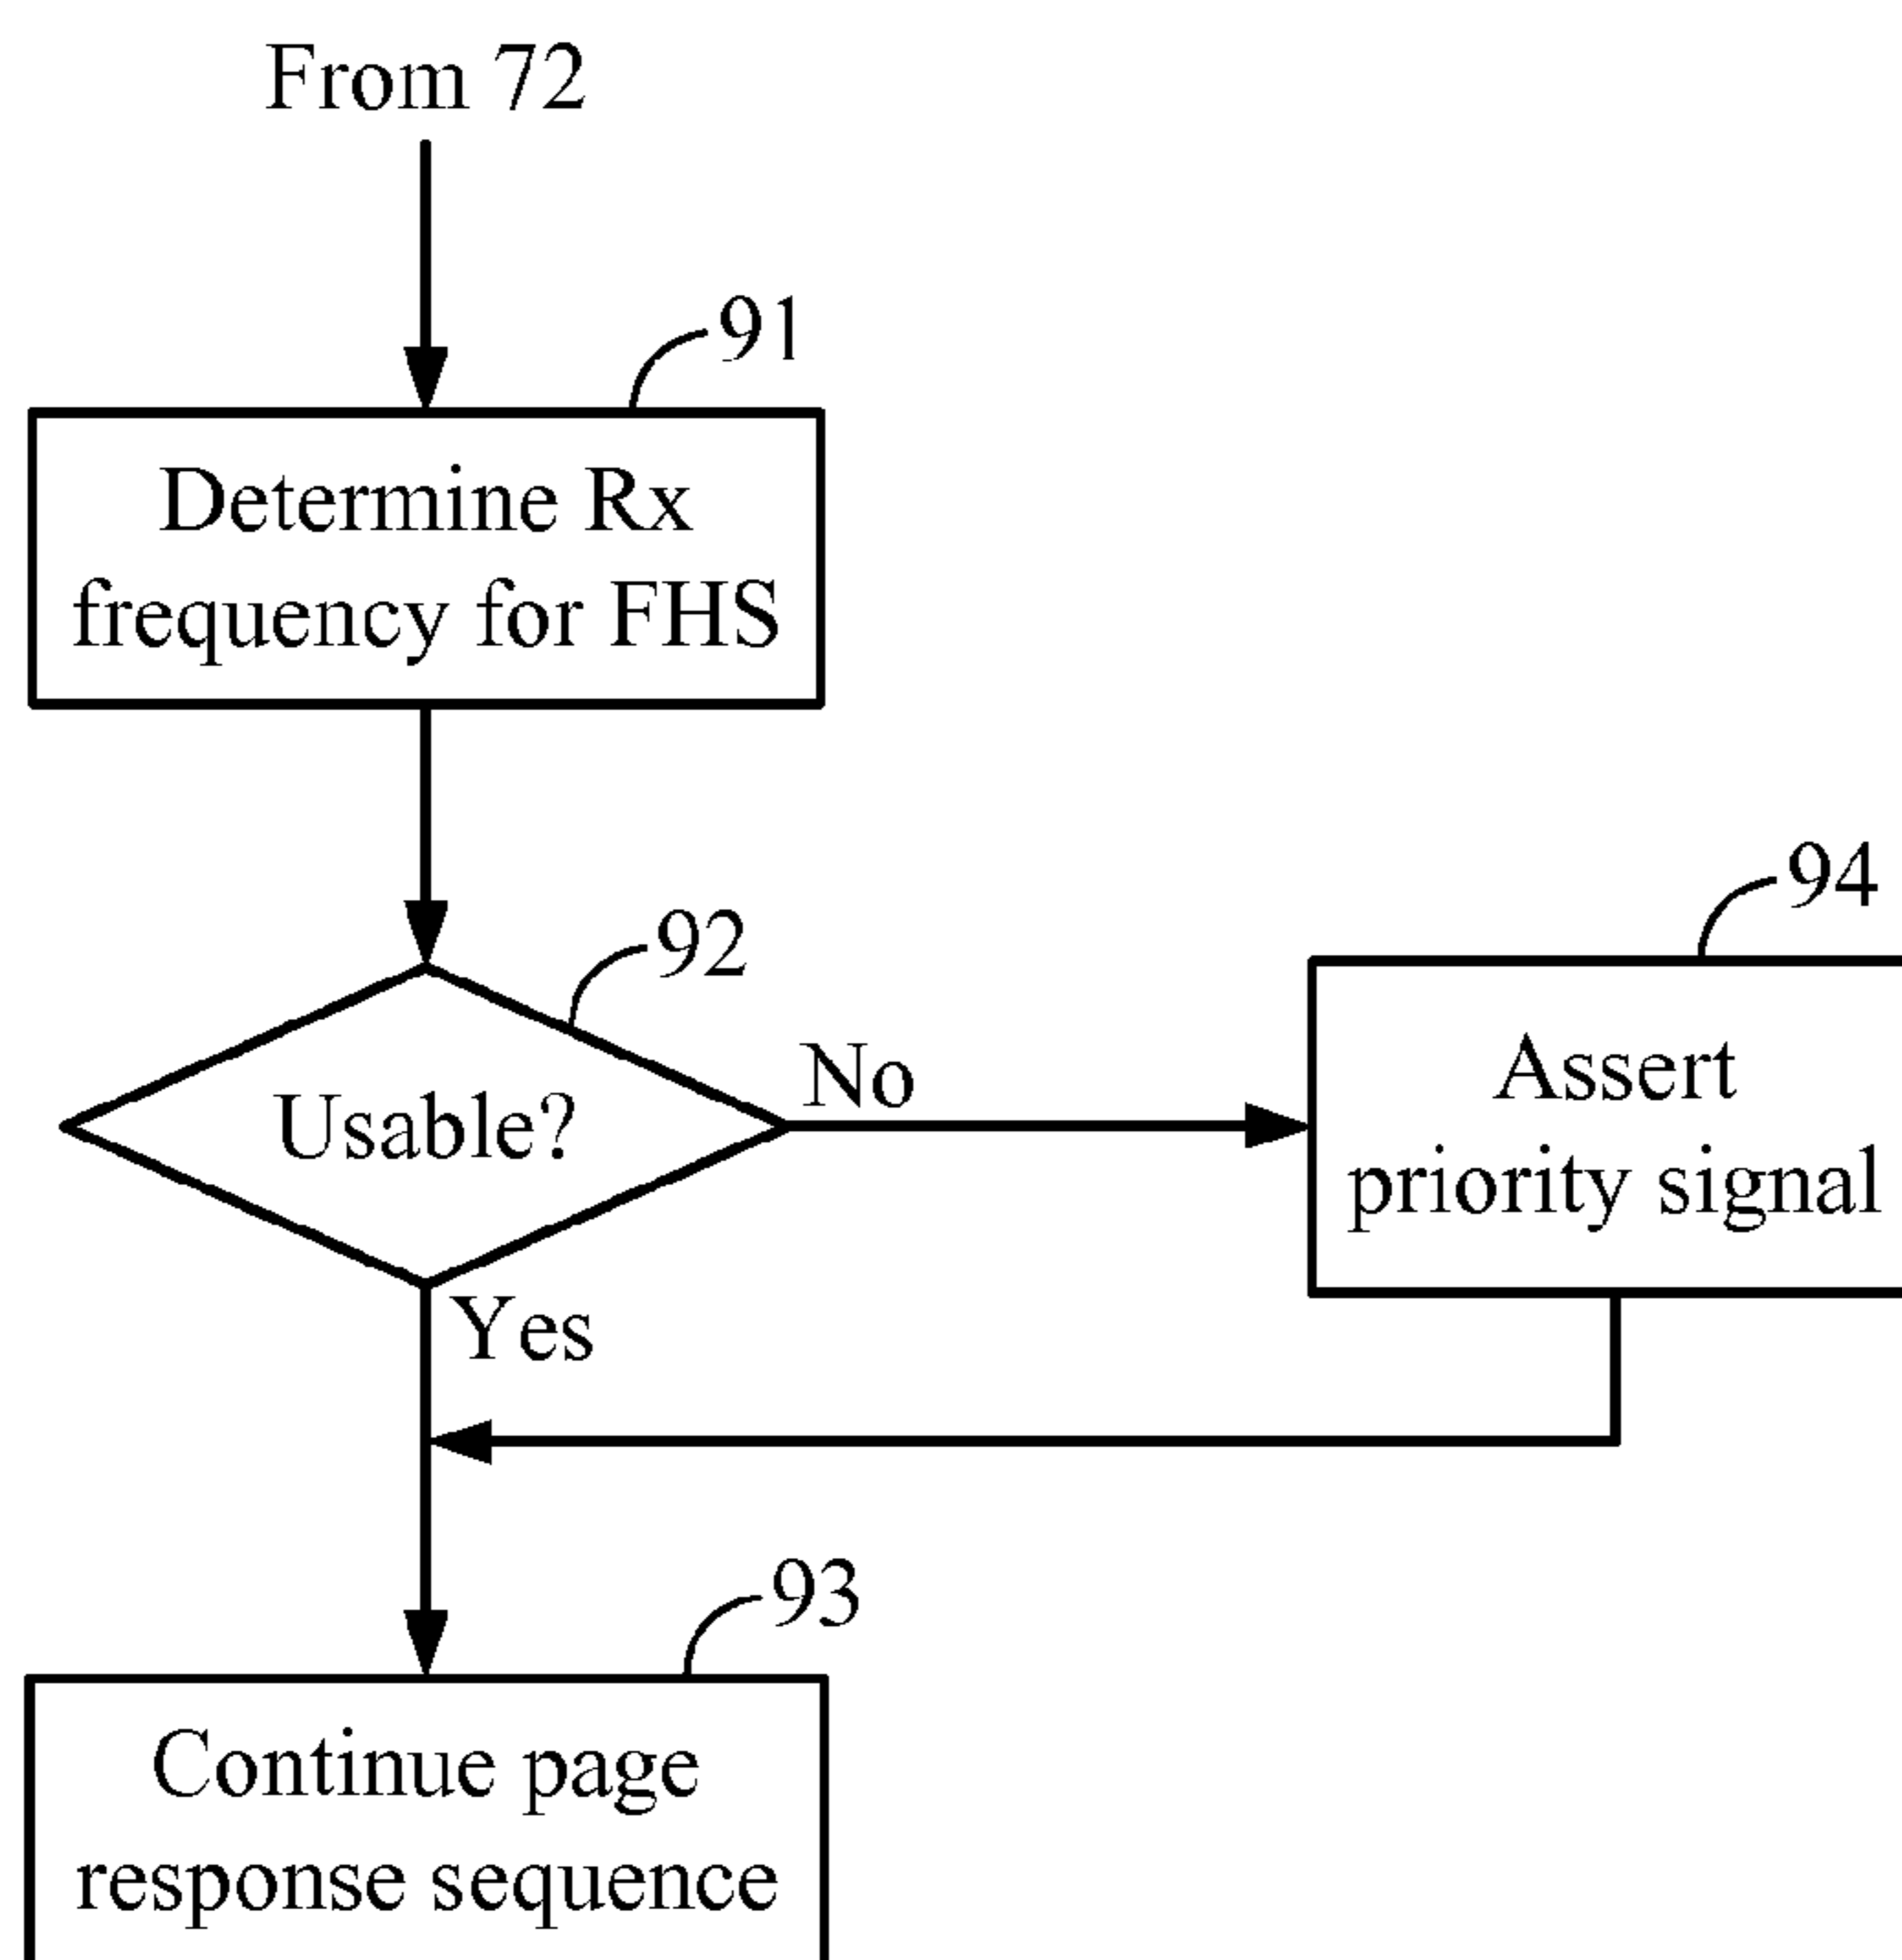 From 72
91
Determine Rx
frequency for FHS
92
Usable?
No
94
Assert
priority signal
Yes
93
Continue page
response sequence